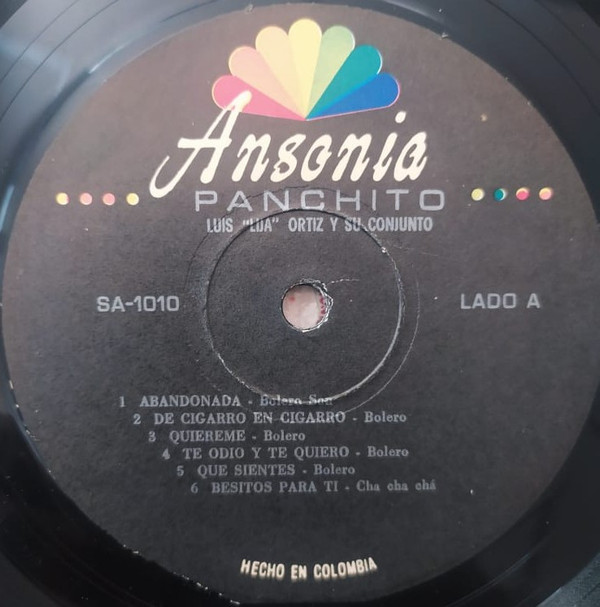 Ansonia
PANCHITO
LUIS "LIJA" ORTIZ Y SU CONJUNTO
SA-1010
LADO A
1 ABANDONADA - Bolero Son
2 DE CIGARRO EN CIGARRO - Bolero
3 QUIEREME - Bolero
4 TE ODIO Y TE QUIERO - Bolero
5 QUE SIENTES - Bolero
6 BESITOS PARA TI - Cha cha chá
HECHO EN COLOMBIA